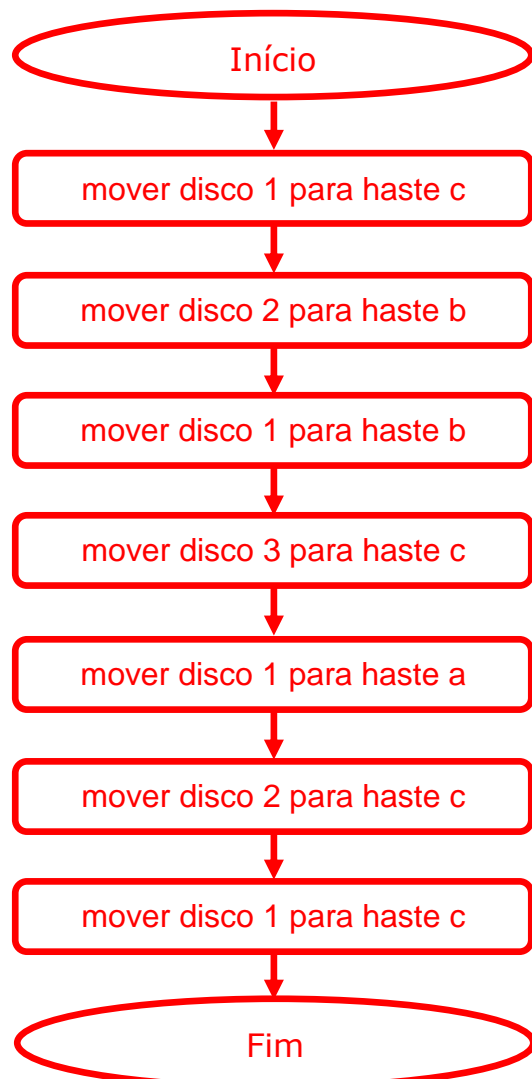 Início
mover disco 1 para haste c
mover disco 2 para haste b
mover disco 1 para haste b
mover disco 3 para haste c
mover disco 1 para haste a
mover disco 2 para haste c
mover disco 1 para haste c
Fim